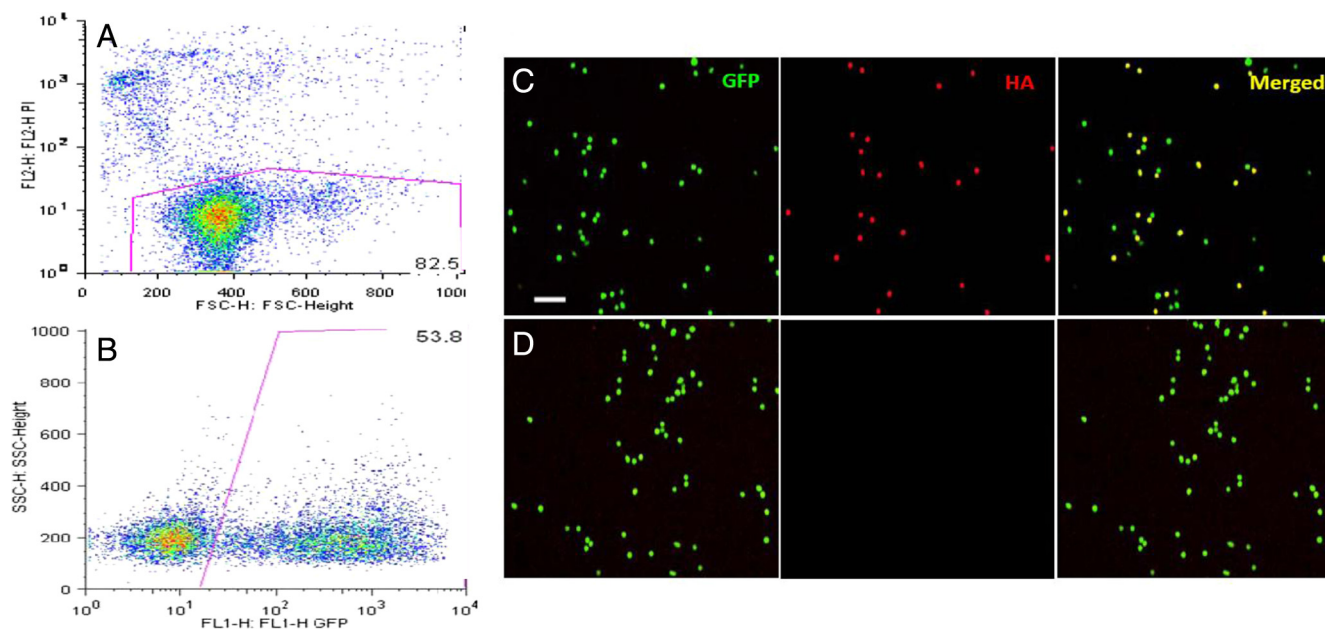 A
10⁴
10³
10²
10¹
10⁰
FL2-H: FL2-H PI
82.5
0 200 400 600 800 1000
FSC-H: FSC-Height
B
1000
800
600
400
200
0
SSC-H: SSC-Height
53.8
10⁰ 10¹ 10² 10³ 10⁴
FL1-H: FL1-H GFP
C
GFP
HA
Merged
D